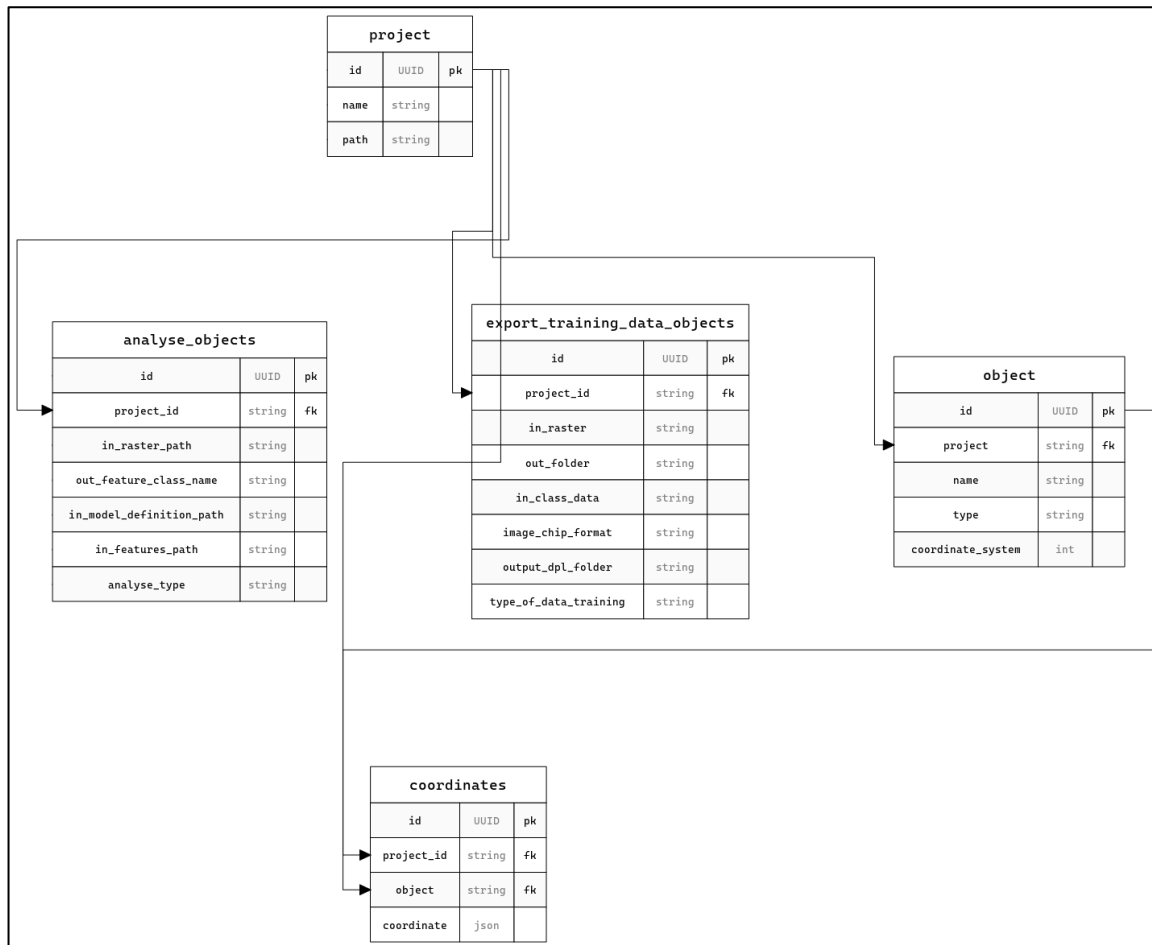 project
id UUID pk
name string
path string
analyse_objects
id UUID pk
project_id string fk
in_raster_path string
out_feature_class_name string
in_model_definition_path string
in_features_path string
analyse_type string
export_training_data_objects
id UUID pk
project_id string fk
in_raster string
out_folder string
in_class_data string
image_chip_format string
output_dpl_folder string
type_of_data_training string
object
id UUID pk
project string fk
name string
type string
coordinate_system int
coordinates
id UUID pk
project_id string fk
object string fk
coordinate json